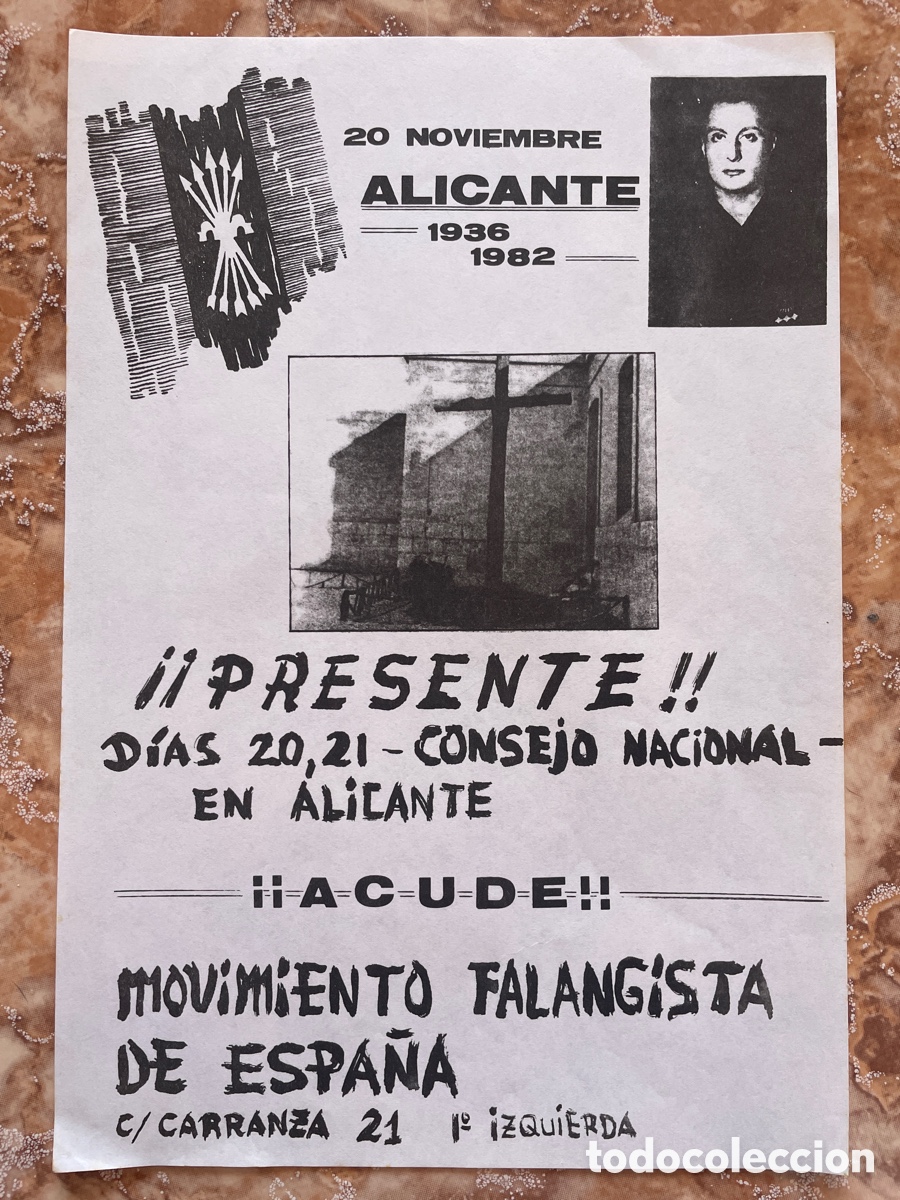 20 NOVIEMBRE
ALICANTE
1936
1982
¡¡PRESENTE!!
DÍAS 20,21 - CONSEJO NACIONAL -
EN ALICANTE
¡¡A-C-U-D-E!!
MOVIMIENTO FALANGISTA
DE ESPAÑA
C/ CARRANZA 21 1º IZQUIERDA
todocoleccion